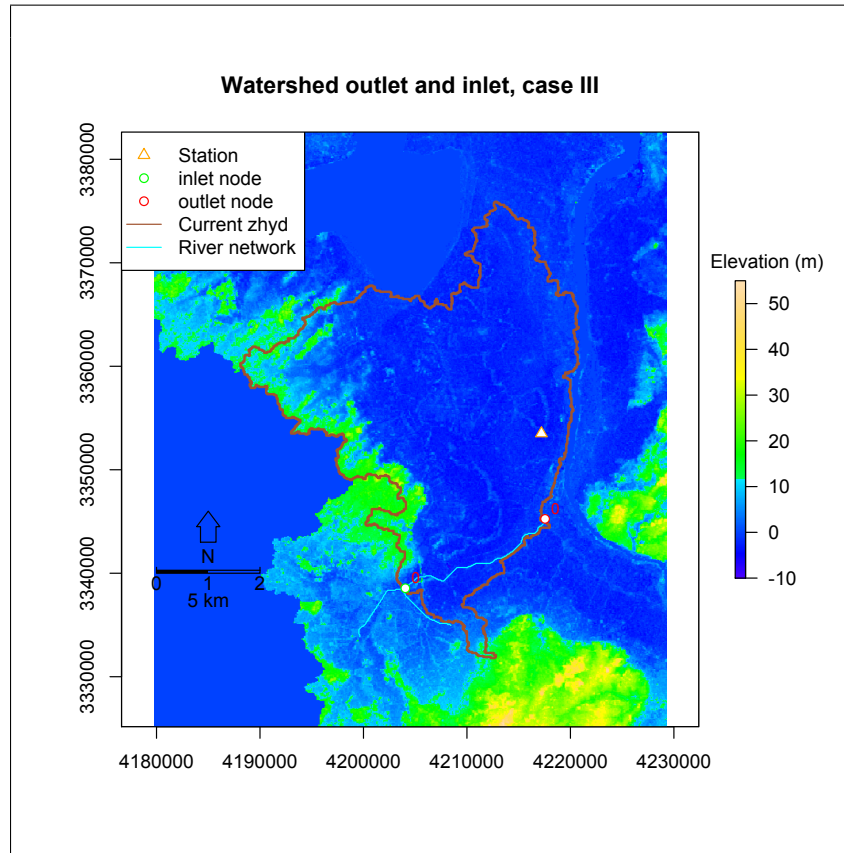 Watershed outlet and inlet, case III
Station
inlet node
outlet node
Current zhyd
River network
3380000
3370000
3360000
3350000
3340000
3330000
4180000
4190000
4200000
4210000
4220000
4230000
Elevation (m)
50
40
30
20
10
0
-10
N
0 1 2
5 km
0
0